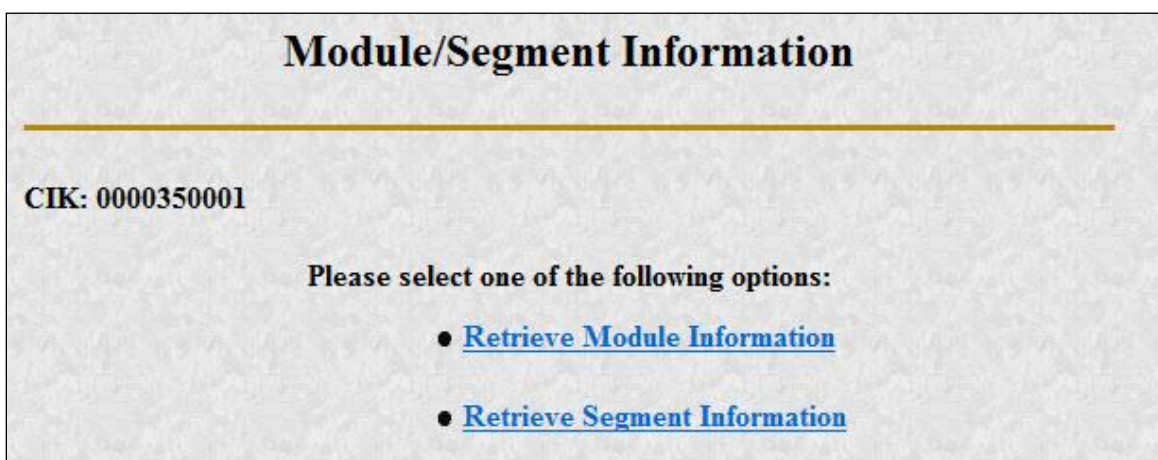 Module/Segment Information
CIK: 0000350001
Please select one of the following options:
Retrieve Module Information
Retrieve Segment Information